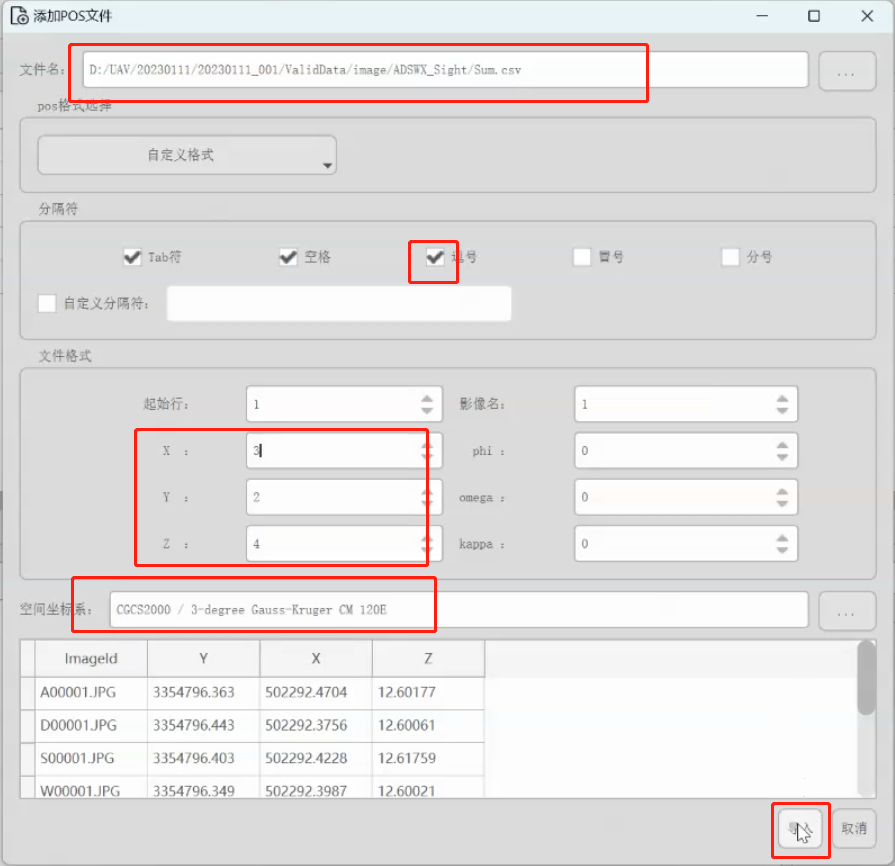 添加POS文件
文件名: D:/UAV/20230111/20230111_001/ValidData/image/ADSWX_Sight/Sum.csv ...
pos格式选择
自定义格式
分隔符
Tab符 空格 逗号 冒号 分号
自定义分隔符:
文件格式
起始行: 1 影像名: 1
X : 3 phi : 0
Y : 2 omega : 0
Z : 4 kappa : 0
空间坐标系: CGCS2000 / 3-degree Gauss-Kruger CM 120E ...
ImageId Y X Z
A00001.JPG 3354796.363 502292.4704 12.60177
D00001.JPG 3354796.443 502292.3756 12.60061
S00001.JPG 3354796.403 502292.4228 12.61759
W00001.JPG 3354796.349 502292.3987 12.60021
导入 取消